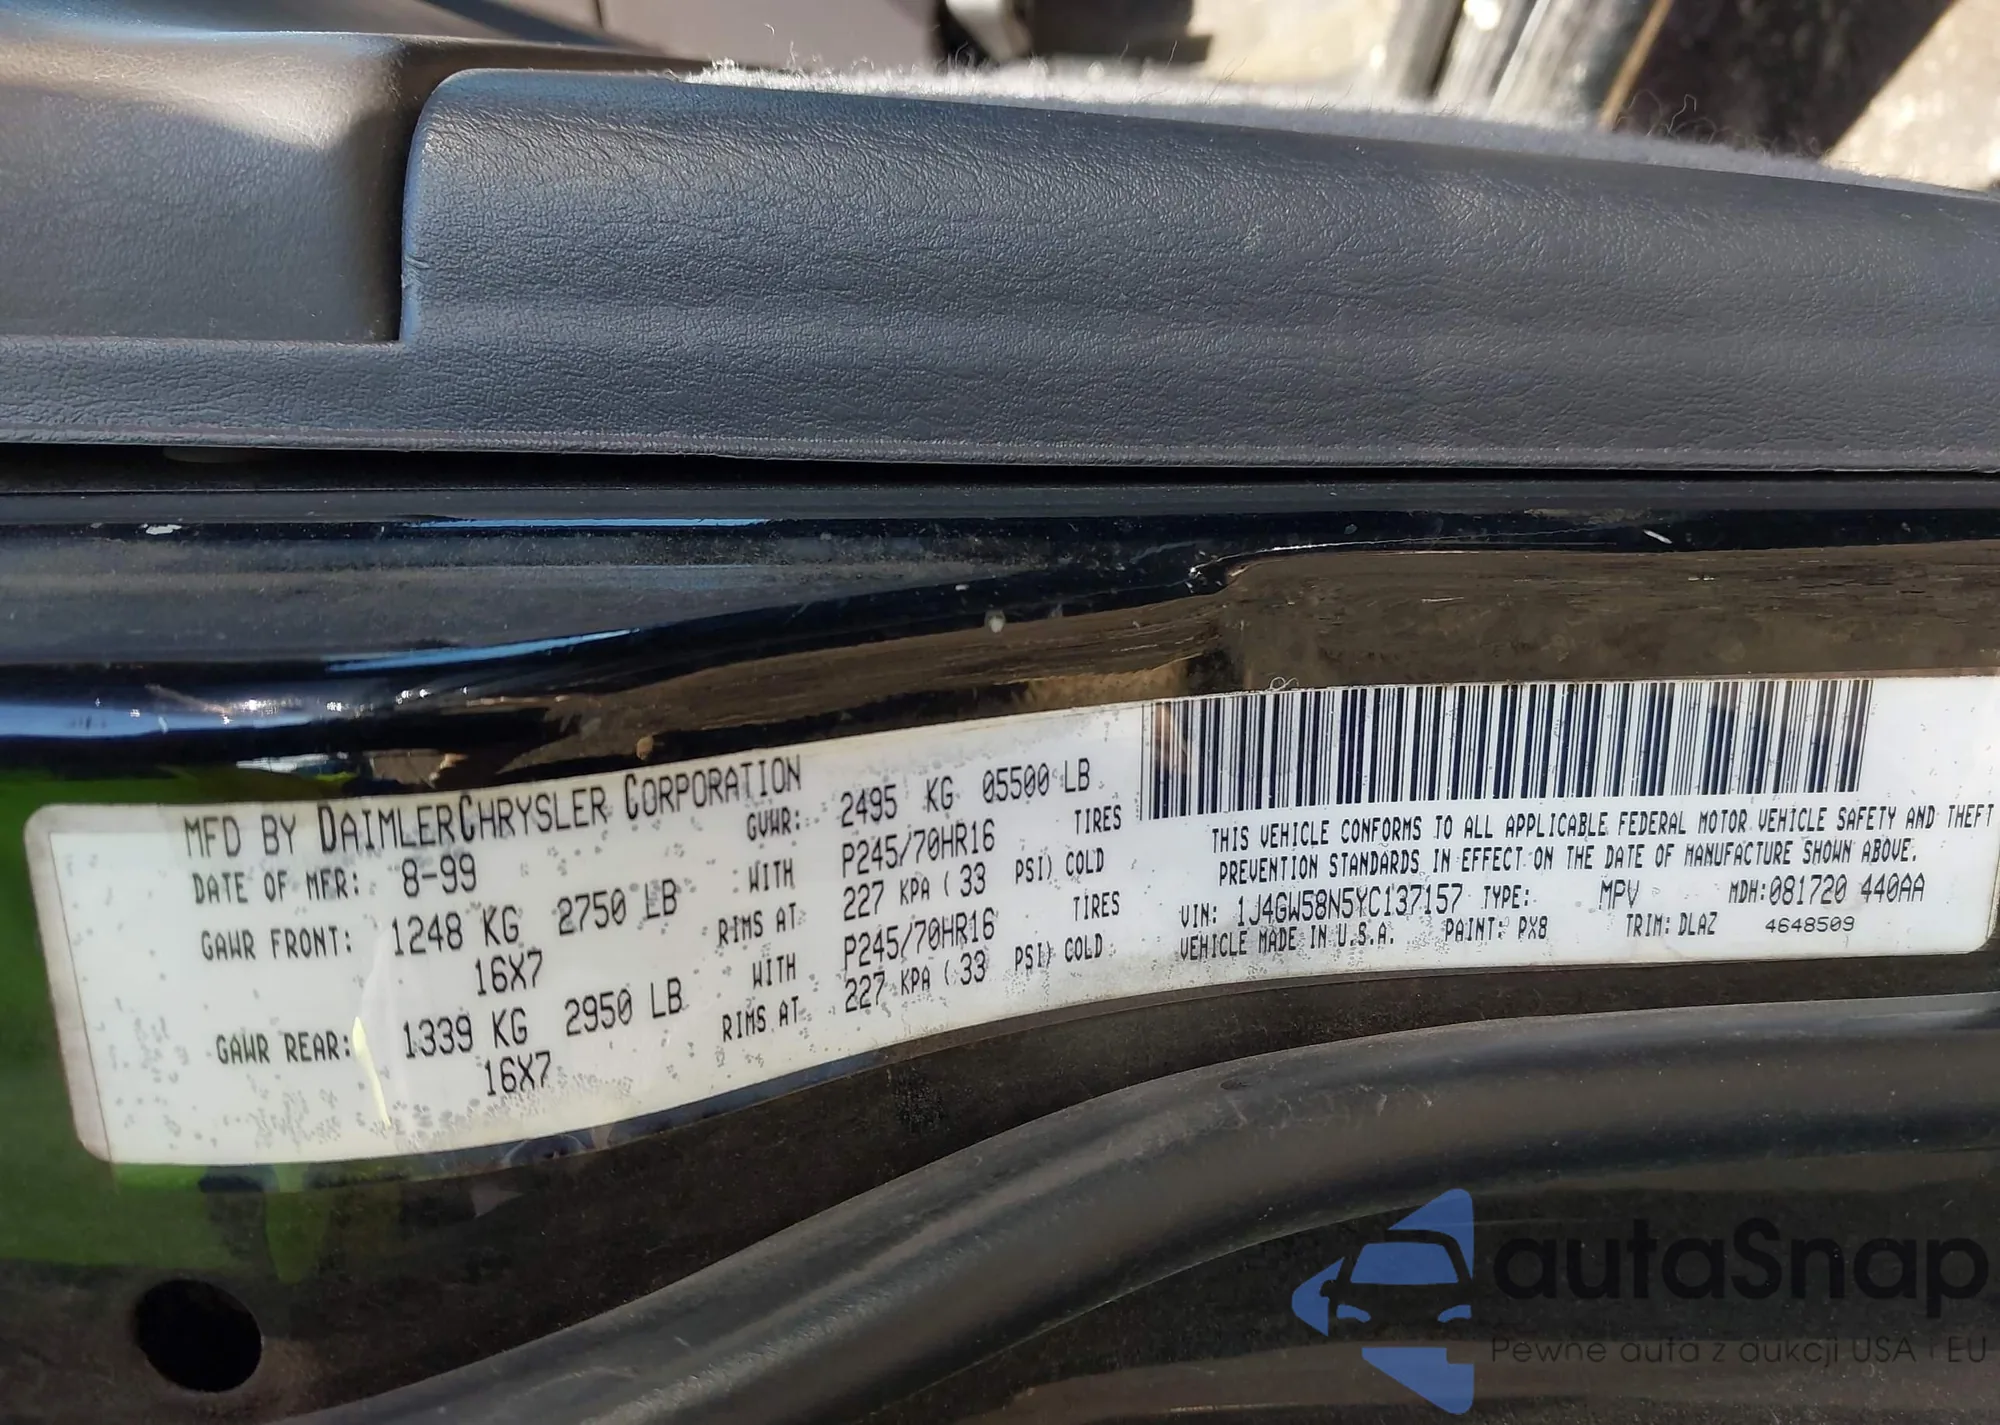 MFD BY DAIMLERCHRYSLER CORPORATION
DATE OF MFR: 8-99 GVWR: 2495 KG 05500 LB
GAWR FRONT: 1248 KG 2750 LB WITH P245/70HR16 TIRES
16X7 RIMS AT 227 KPA ( 33 PSI) COLD
GAWR REAR: 1339 KG 2950 LB WITH P245/70HR16 TIRES
16X7 RIMS AT 227 KPA ( 33 PSI) COLD
THIS VEHICLE CONFORMS TO ALL APPLICABLE FEDERAL MOTOR VEHICLE SAFETY AND THEFT
PREVENTION STANDARDS IN EFFECT ON THE DATE OF MANUFACTURE SHOWN ABOVE.
VIN: 1J4GW58N5YC137157 TYPE: MPV MDH:081720 440AA
VEHICLE MADE IN U.S.A. PAINT: PX8 TRIM: DLAZ 4648509
autaSnap
Pewne auta z aukcji USA i EU